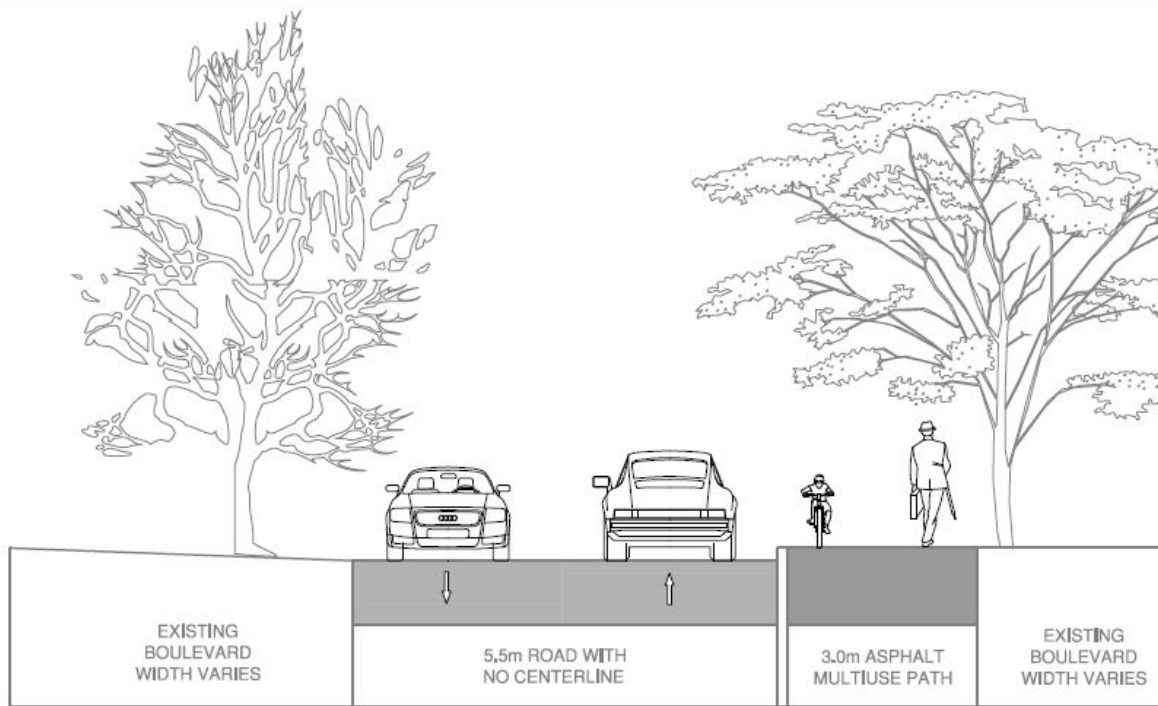 EXISTING
BOULEVARD
WIDTH VARIES
5.5m ROAD WITH
NO CENTERLINE
3.0m ASPHALT
MULTIUSE PATH
EXISTING
BOULEVARD
WIDTH VARIES